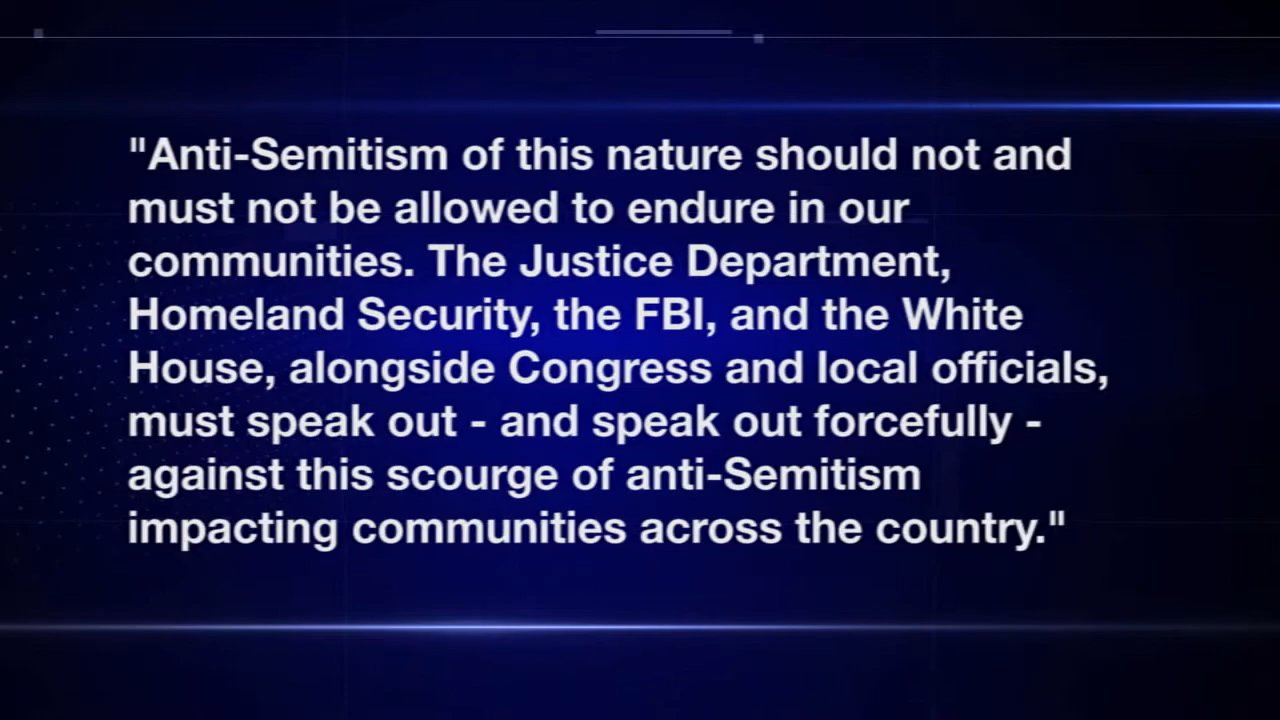 "Anti-Semitism of this nature should not and
must not be allowed to endure in our
communities. The Justice Department,
Homeland Security, the FBI, and the White
House, alongside Congress and local officials,
must speak out - and speak out forcefully -
against this scourge of anti-Semitism
impacting communities across the country."